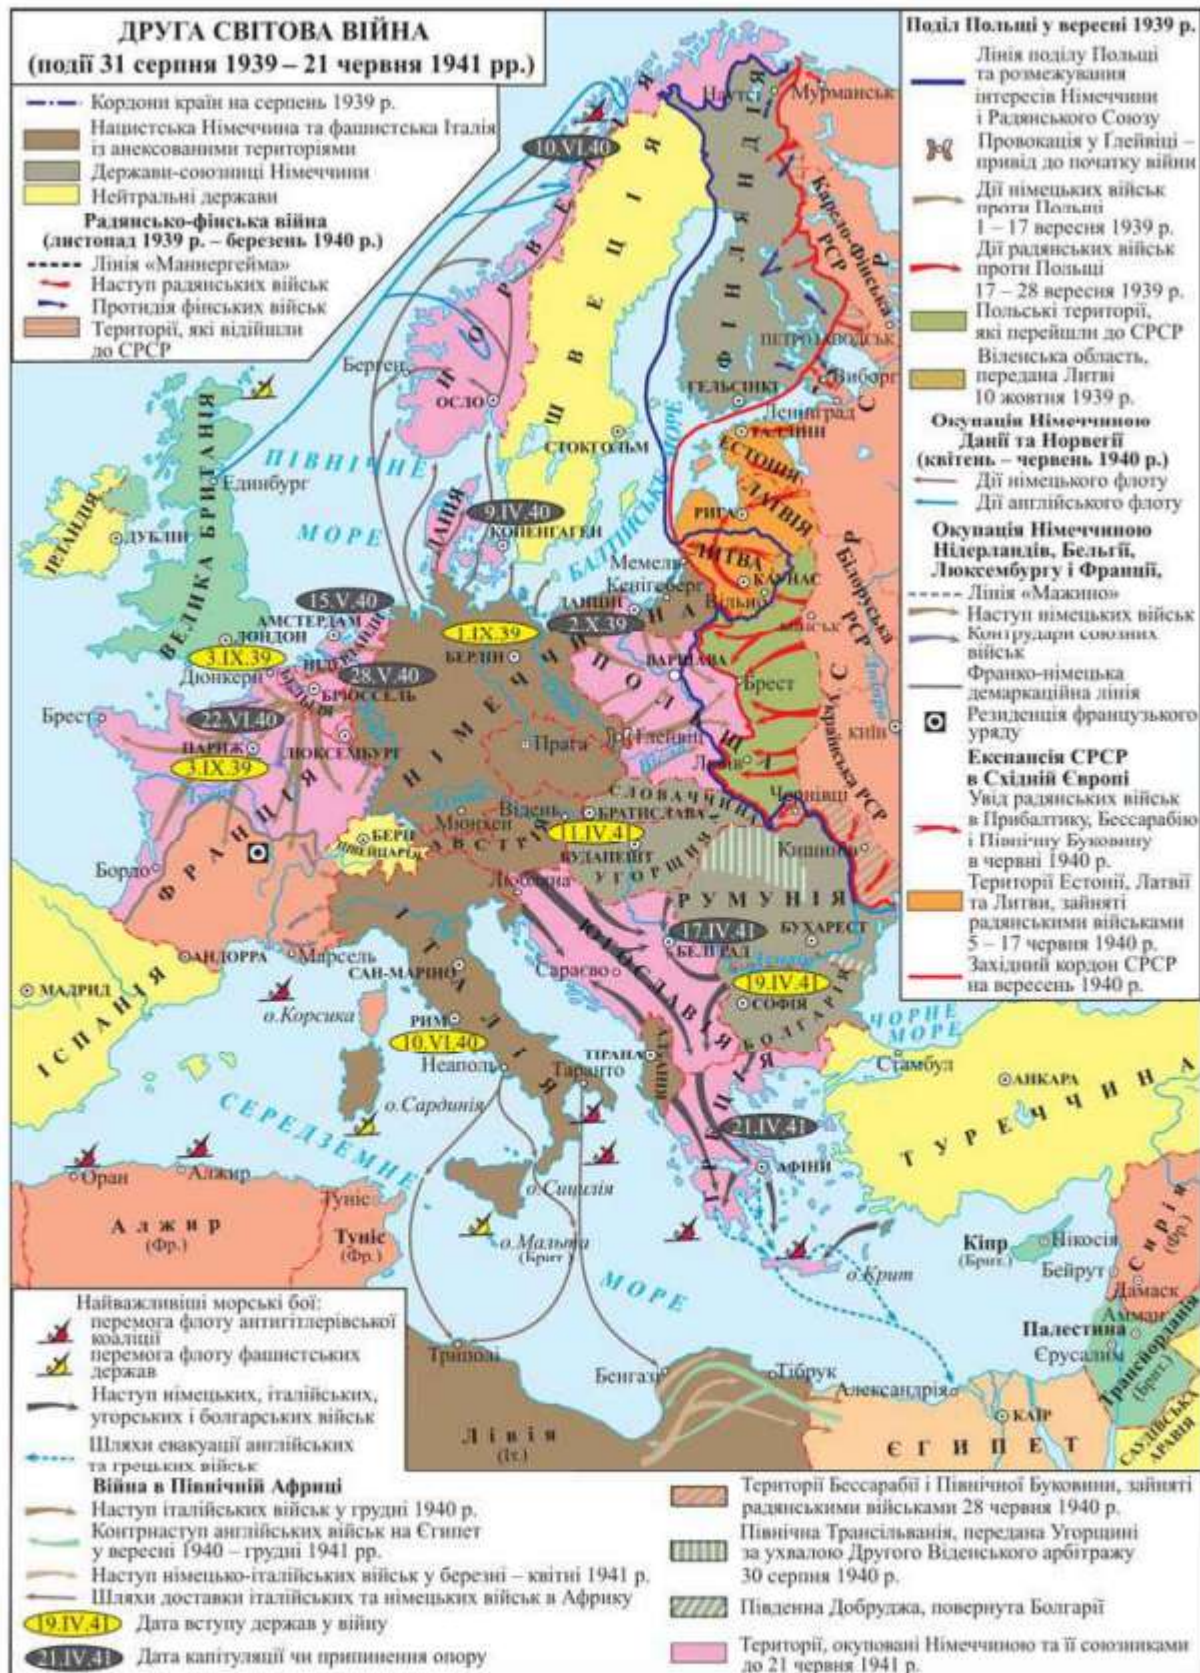 ДРУГА СВІТОВА ВІЙНА
(події 31 серпня 1939 – 21 червня 1941 рр.)
Кордони країн на серпень 1939 р.
Нацистська Німеччина та фашистська Італія
із анексованими територіями
Держави-союзниці Німеччини
Нейтральні держави
Радянсько-фінська війна
(листопад 1939 р. – березень 1940 р.)
Лінія «Маннергейма»
Наступ радянських військ
Протидія фінських військ
Території, які відійшли
до СРСР
Поділ Польщі у вересні 1939 р.
Лінія поділу Польщі
та розмежування
інтересів Німеччини
і Радянського Союзу
Провокація у Глейвіці –
привід до початку війни
Дії німецьких військ
проти Польщі
1 – 17 вересня 1939 р.
Дії радянських військ
проти Польщі
17 – 28 вересня 1939 р.
Польські території,
які перейшли до СРСР
Віленська область,
передана Литві
10 жовтня 1939 р.
Окупація Німеччиною
Данії та Норвегії
(квітень – червень 1940 р.)
Дії німецького флоту
Дії англійського флоту
Окупація Німеччиною
Нідерландів, Бельгії,
Люксембургу і Франції,
Лінія «Мажино»
Наступ німецьких військ
Контрудари союзних
військ
Франко-німецька
демаркаційна лінія
Резиденція французького
уряду
Експансія СРСР
в Східній Європі
Увід радянських військ
в Прибалтику, Бессарабію
і Північну Буковину
в червні 1940 р.
Території Естонії, Латвії
та Литви, зайняті
радянськими військами
5 – 17 червня 1940 р.
Західний кордон СРСР
на вересень 1940 р.
Мурманськ
10.VI.40
НОРВЕГІЯ
ШВЕЦІЯ
ФІНЛЯНДІЯ
Карело-Фінська
РСР
СРСР
ПЕТРОЗАВОДСЬК
Виборг
Ленінград
ГЕЛЬСІНКІ
Берген
ОСЛО
СТОКГОЛЬМ
ТАЛЛІНН
ЕСТОНІЯ
ЛАТВІЯ
РИГА
ЛИТВА
КАУНАС
Вільно
Мемель
Кенігсберг
ДАНЦИГ
2.X.39
БАЛТІЙСЬКЕ МОРЕ
ПІВНІЧНЕ
МОРЕ
ДАНІЯ
9.IV.40
КОПЕНГАГЕН
ВЕЛИКА БРИТАНІЯ
Единбург
ІРЛАНДІЯ
ДУБЛІН
ЛОНДОН
3.IX.39
15.V.40
АМСТЕРДАМ
НІДЕРЛАНДИ
1.IX.39
БЕРЛІН
НІМЕЧЧИНА
Дюнкерк
БЕЛЬГІЯ
28.V.40
БРЮССЕЛЬ
ЛЮКСЕМБУРГ
Брест
22.VI.40
ПАРИЖ
3.IX.39
ФРАНЦІЯ
Бордо
Марсель
ПОЛЬЩА
ВАРШАВА
Брест
Глейвіц
Прага
Львів
МІНСЬК
Білоруська
РСР
Українська РСР
КИЇВ
Чернівці
Кишинів
СЛОВАЧЧИНА
БРАТИСЛАВА
Відень
Мюнхен
АВСТРІЯ
11.IV.41
БУДАПЕШТ
УГОРЩИНА
БЕРН
ШВЕЙЦАРІЯ
Любляна
РУМУНІЯ
БУХАРЕСТ
17.IV.41
БЕЛГРАД
ЮГОСЛАВІЯ
Сараєво
19.IV.41
СОФІЯ
БОЛГАРІЯ
ІТАЛІЯ
САН-МАРІНО
РИМ
10.VI.40
Неаполь
Таранто
ТІРАНА
АЛБАНІЯ
ГРЕЦІЯ
21.IV.41
АФІНИ
АНДОРРА
МАДРИД
ІСПАНІЯ
о.Корсика
о.Сардинія
о.Сицилія
о.Мальта
(Брит.)
о.Крит
СЕРЕДЗЕМНЕ
МОРЕ
ЧОРНЕ
МОРЕ
Стамбул
АНКАРА
ТУРЕЧЧИНА
Оран
Алжир
Алжир
(Фр.)
Туніс
Туніс
(Фр.)
Кіпр
(Брит.)
Нікосія
Бейрут
Сирія
(Фр.)
Дамаск
Амман
Палестина
Єрусалим
Трансйорданія
(Брит.)
САУДІВСЬКА
АРАВІЯ
Триполі
Бенгазі
Тібрук
Александрія
КАЇР
Лівія
(Іт.)
ЄГИПЕТ
Найважливіші морські бої:
перемога флоту антигітлерівської
коаліції
перемога флоту фашистських
держав
Наступ німецьких, італійських,
угорських і болгарських військ
Шляхи евакуації англійських
та грецьких військ
Війна в Північній Африці
Наступ італійських військ у грудні 1940 р.
Контрнаступ англійських військ на Єгипет
у вересні 1940 – грудні 1941 рр.
Наступ німецько-італійських військ у березні – квітні 1941 р.
Шляхи доставки італійських та німецьких військ в Африку
19.IV.41 Дата вступу держав у війну
21.IV.41 Дата капітуляції чи припинення опору
Території Бессарабії і Північної Буковини, зайняті
радянськими військами 28 червня 1940 р.
Північна Трансільванія, передана Угорщині
за ухвалою Другого Віденського арбітражу
30 серпня 1940 р.
Південна Добруджа, повернута Болгарії
Території, окуповані Німеччиною та її союзниками
до 21 червня 1941 р.